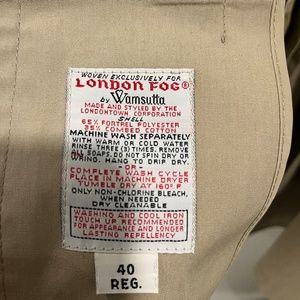 WOVEN EXCLUSIVELY FOR
LONDON FOG®
by Wamsutta
MADE AND STYLED BY THE
LONDONTOWN CORPORATION
SHELL
65% FORTREL POLYESTER
35% COMBED COTTON
MACHINE WASH SEPARATELY
WITH WARM OR COLD WATER
RINSE THREE (3) TIMES. REMOVE
ALL SOAPS. DO NOT SPIN DRY OR
WRING. HANG TO DRIP DRY.
-OR-
COMPLETE WASH CYCLE
PLACE IN MACHINE DRYER
TUMBLE DRY AT 160° F
ONLY NON-CHLORINE BLEACH,
WHEN NEEDED
DRY CLEANABLE
WASHING AND COOL IRON
TOUCH UP RECOMMENDED
FOR APPEARANCE AND LONGER
LASTING REPELLENCY
40
REG.